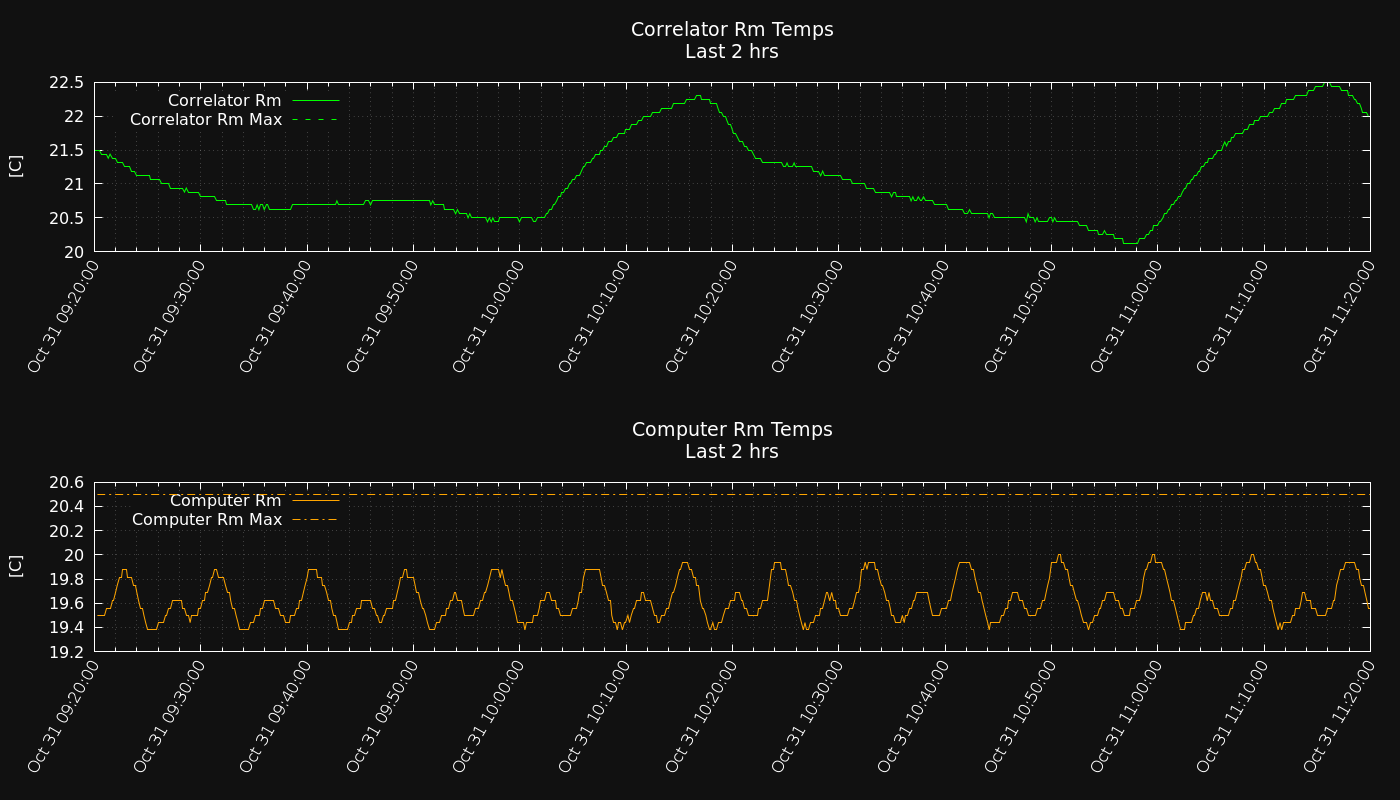 Correlator Rm Temps
Last 2 hrs
[C]
22.5
22
21.5
21
20.5
20
Correlator Rm
Correlator Rm Max
Oct 31 09:20:00
Oct 31 09:30:00
Oct 31 09:40:00
Oct 31 09:50:00
Oct 31 10:00:00
Oct 31 10:10:00
Oct 31 10:20:00
Oct 31 10:30:00
Oct 31 10:40:00
Oct 31 10:50:00
Oct 31 11:00:00
Oct 31 11:10:00
Oct 31 11:20:00
Computer Rm Temps
Last 2 hrs
[C]
20.6
20.4
20.2
20
19.8
19.6
19.4
19.2
Computer Rm
Computer Rm Max
Oct 31 09:20:00
Oct 31 09:30:00
Oct 31 09:40:00
Oct 31 09:50:00
Oct 31 10:00:00
Oct 31 10:10:00
Oct 31 10:20:00
Oct 31 10:30:00
Oct 31 10:40:00
Oct 31 10:50:00
Oct 31 11:00:00
Oct 31 11:10:00
Oct 31 11:20:00